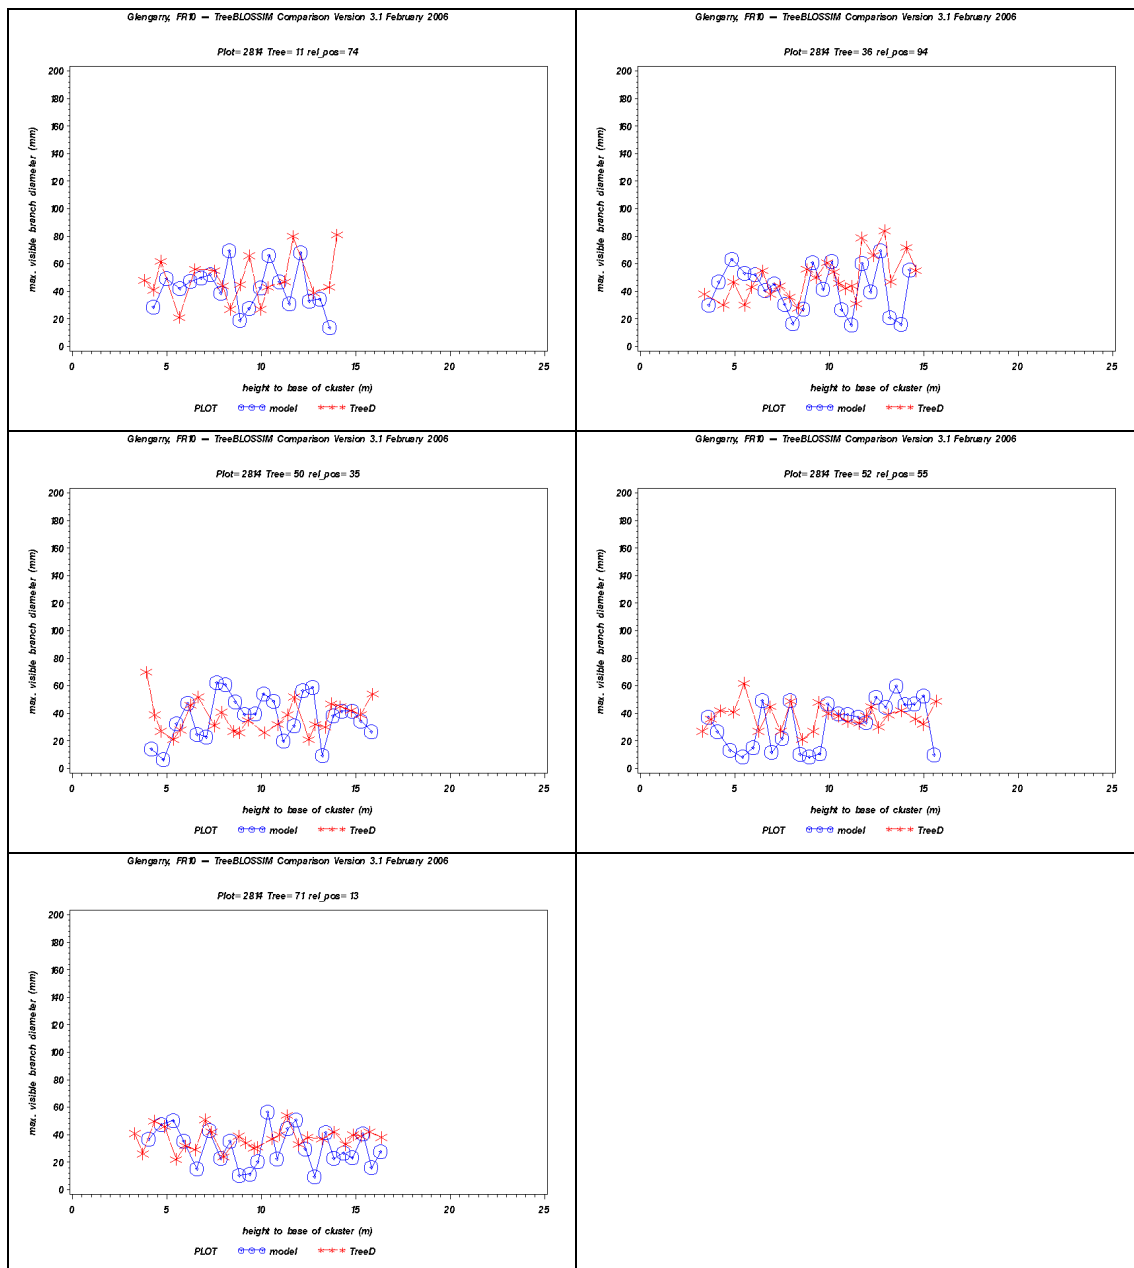 Glengarry, FR10 — TreeBLOSSIM Comparison Version 3.1 February 2006
Plot= 2814 Tree= 11 rel_pos= 74
max. visible branch diameter (mm)
200
180
160
140
120
100
80
60
40
20
0
0 5 10 15 20 25
height to base of cluster (m)
PLOT model TreeD
Glengarry, FR10 — TreeBLOSSIM Comparison Version 3.1 February 2006
Plot= 2814 Tree= 36 rel_pos= 94
max. visible branch diameter (mm)
200
180
160
140
120
100
80
60
40
20
0
0 5 10 15 20 25
height to base of cluster (m)
PLOT model TreeD
Glengarry, FR10 — TreeBLOSSIM Comparison Version 3.1 February 2006
Plot= 2814 Tree= 50 rel_pos= 35
max. visible branch diameter (mm)
200
180
160
140
120
100
80
60
40
20
0
0 5 10 15 20 25
height to base of cluster (m)
PLOT model TreeD
Glengarry, FR10 — TreeBLOSSIM Comparison Version 3.1 February 2006
Plot= 2814 Tree= 52 rel_pos= 55
max. visible branch diameter (mm)
200
180
160
140
120
100
80
60
40
20
0
0 5 10 15 20 25
height to base of cluster (m)
PLOT model TreeD
Glengarry, FR10 — TreeBLOSSIM Comparison Version 3.1 February 2006
Plot= 2814 Tree= 71 rel_pos= 13
max. visible branch diameter (mm)
200
180
160
140
120
100
80
60
40
20
0
0 5 10 15 20 25
height to base of cluster (m)
PLOT model TreeD